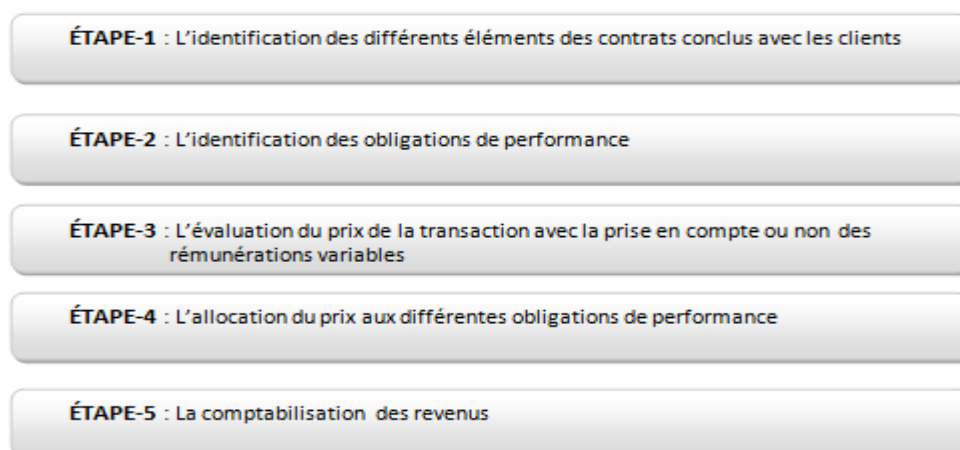 ÉTAPE-1 : L’identification des différents éléments des contrats conclus avec les clients
ÉTAPE-2 : L’identification des obligations de performance
ÉTAPE-3 : L’évaluation du prix de la transaction avec la prise en compte ou non des
rémunérations variables
ÉTAPE-4 : L’allocation du prix aux différentes obligations de performance
ÉTAPE-5 : La comptabilisation des revenus